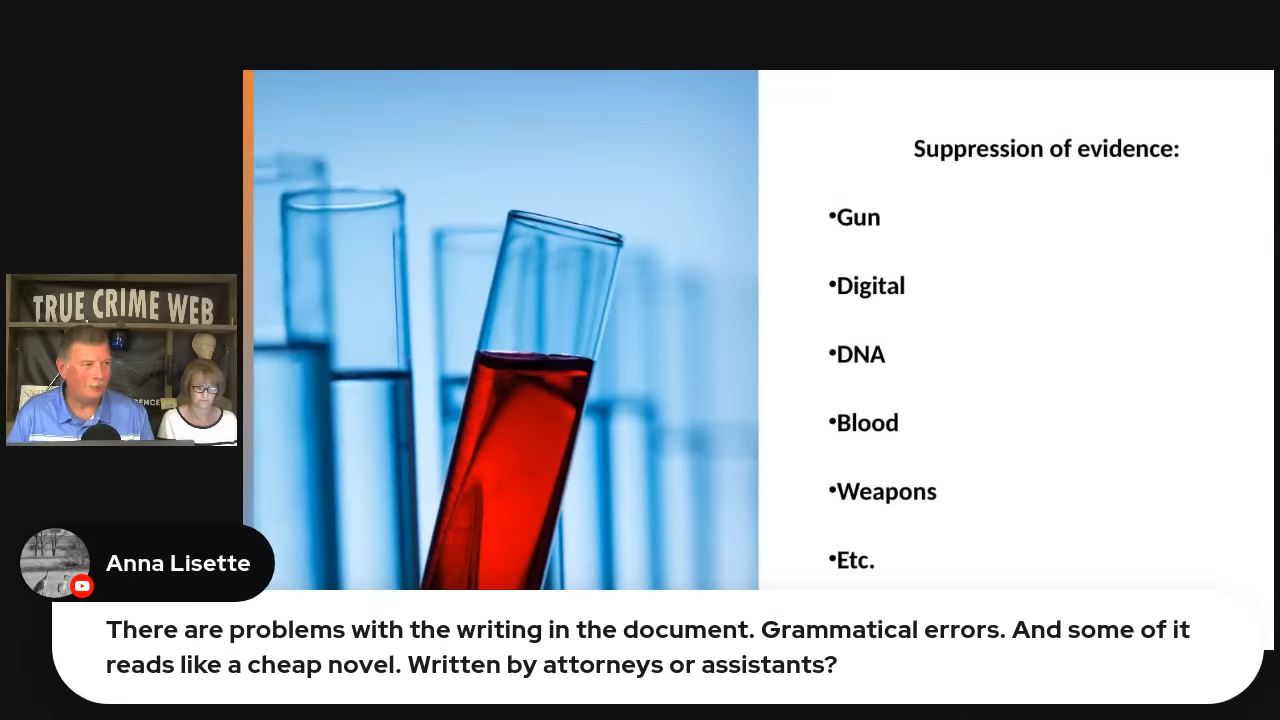 TRUE CRIME WEB
Suppression of evidence:
•Gun
•Digital
•DNA
•Blood
•Weapons
•Etc.
Anna Lisette
There are problems with the writing in the document. Grammatical errors. And some of it
reads like a cheap novel. Written by attorneys or assistants?